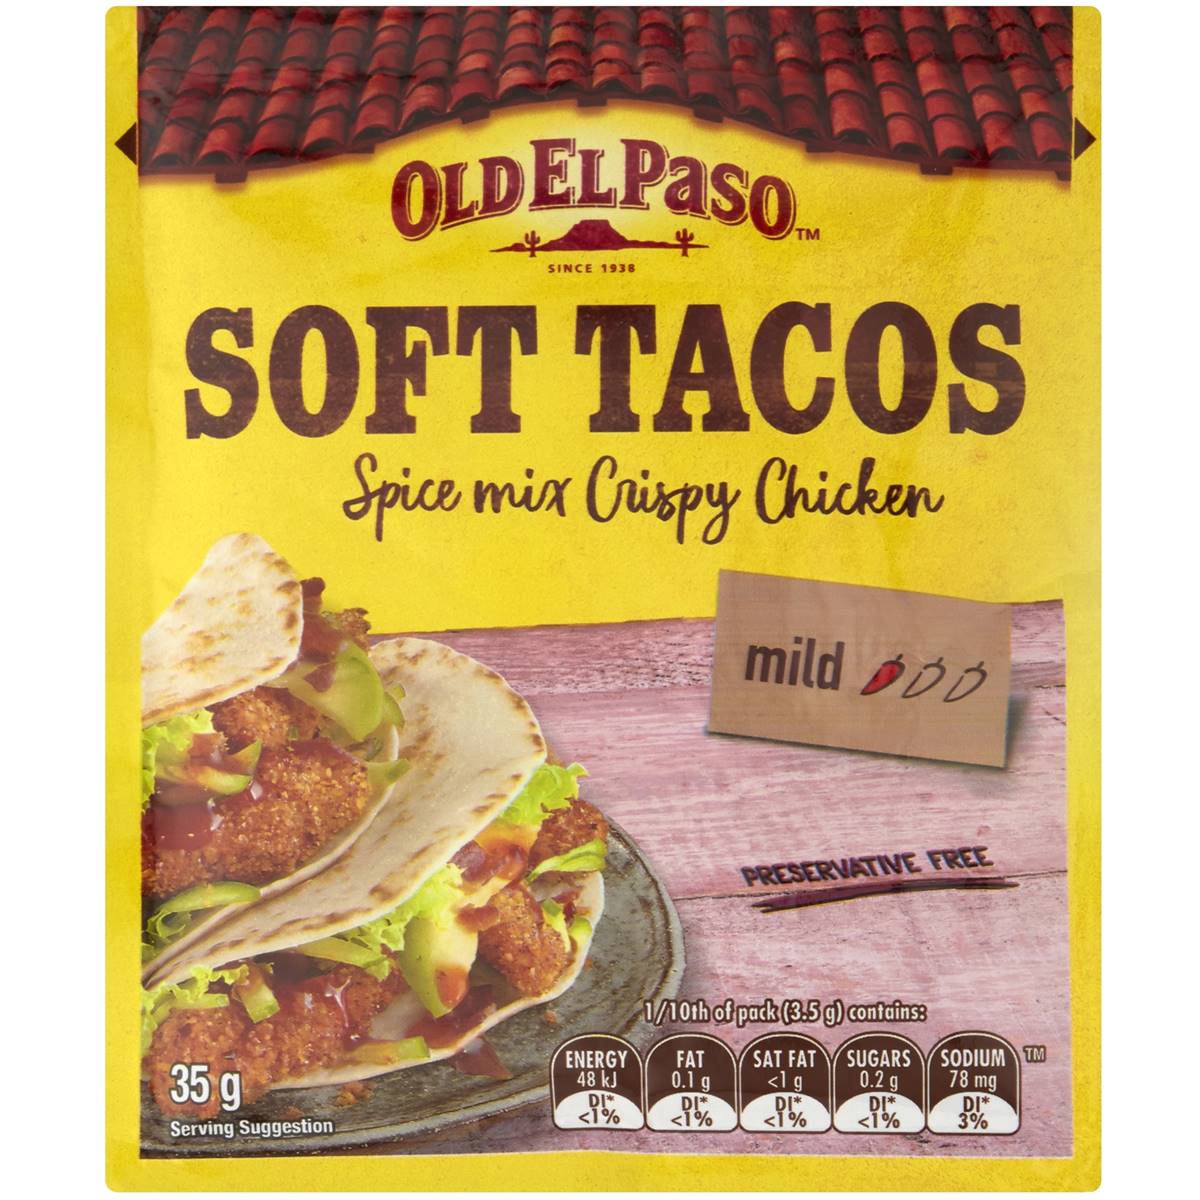 OLD EL PASO™
SINCE 1938
SOFT TACOS
Spice mix Crispy Chicken
mild
PRESERVATIVE FREE
1/10th of pack (3.5 g) contains:
ENERGY 48 kJ DI* <1%
FAT 0.1 g DI* <1%
SAT FAT <1 g DI* <1%
SUGARS 0.2 g DI* <1%
SODIUM 78 mg DI* 3%
™
35 g
Serving Suggestion